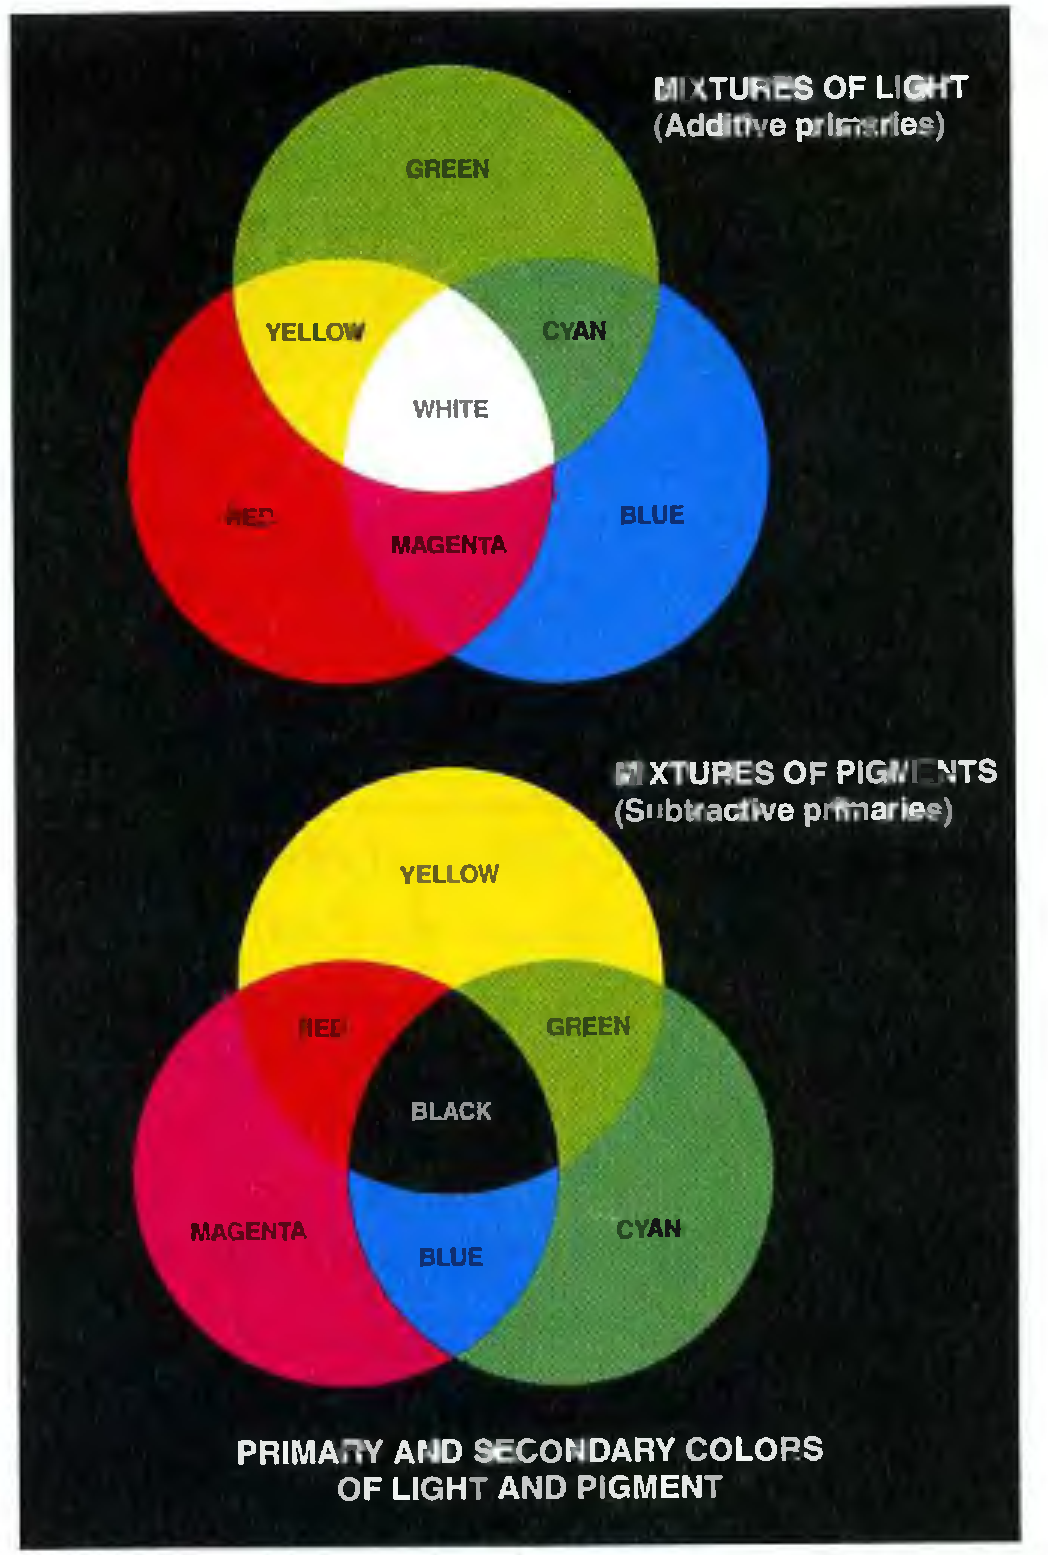 MIXTURES OF LIGHT
(Additive primaries)
GREEN
YELLOW
CYAN
WHITE
RED
BLUE
MAGENTA
MIXTURES OF PIGMENTS
(Subtractive primaries)
YELLOW
RED
GREEN
BLACK
MAGENTA
CYAN
BLUE
PRIMARY AND SECONDARY COLORS
OF LIGHT AND PIGMENT